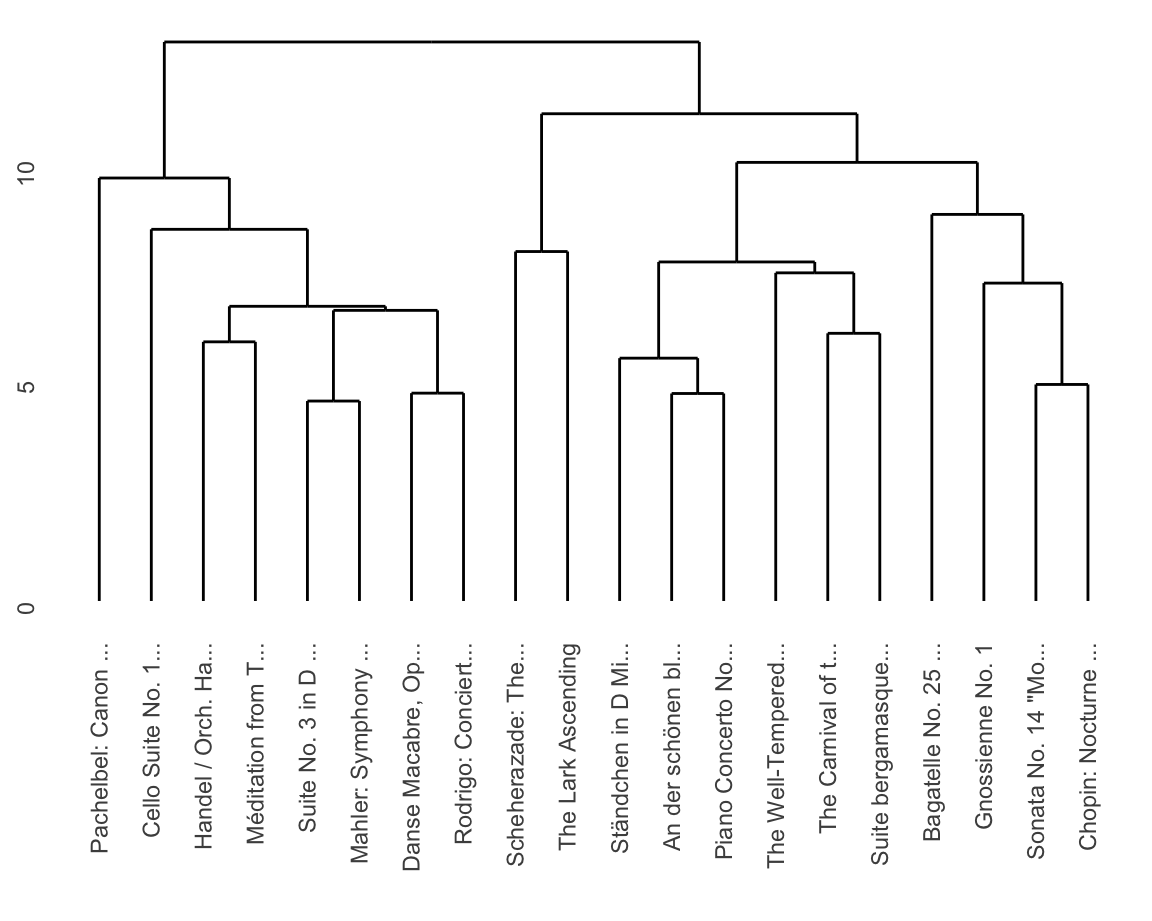 10
5
0
Pachelbel: Canon ...
Cello Suite No. 1...
Handel / Orch. Ha...
Méditation from T...
Suite No. 3 in D ...
Mahler: Symphony ...
Danse Macabre, Op...
Rodrigo: Conciert...
Scheherazade: The...
The Lark Ascending
Ständchen in D Mi...
An der schönen bl...
Piano Concerto No...
The Well-Tempered...
The Carnival of t...
Suite bergamasque...
Bagatelle No. 25 ...
Gnossienne No. 1
Sonata No. 14 "Mo...
Chopin: Nocturne ...